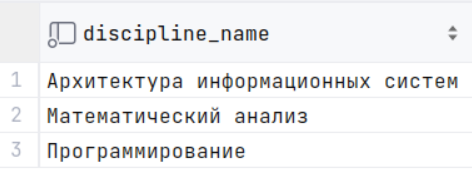 discipline_name
1 Архитектура информационных систем
2 Математический анализ
3 Программирование